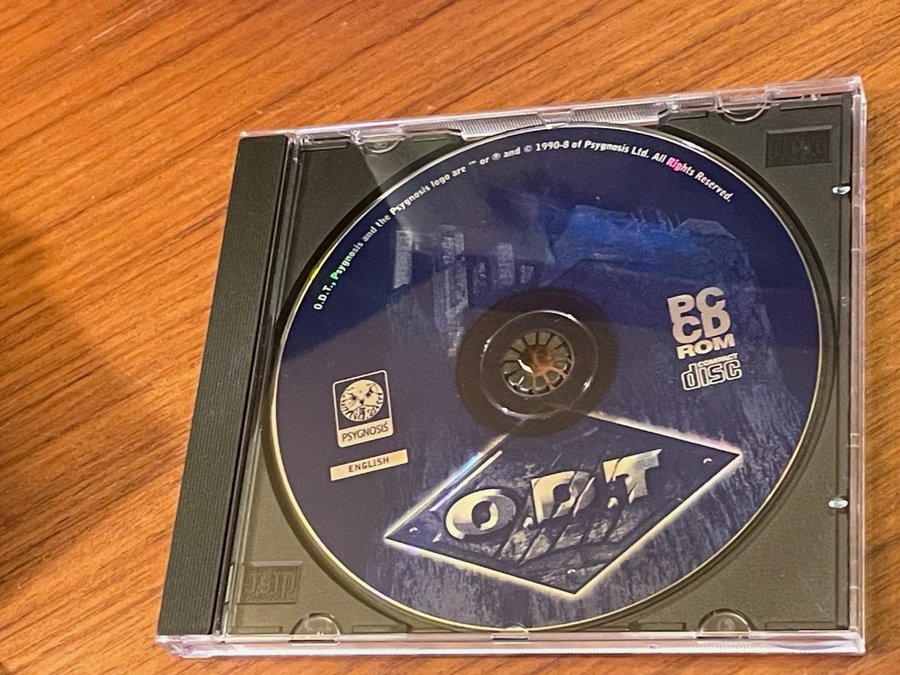 O.D.T., Psygnosis and the Psygnosis logo are ™ or ® and © 1990-8 of Psygnosis Ltd. All Rights Reserved.
PC
CD
ROM
COMPACT
disc
PSYGNOSIS
ENGLISH
O.D.T